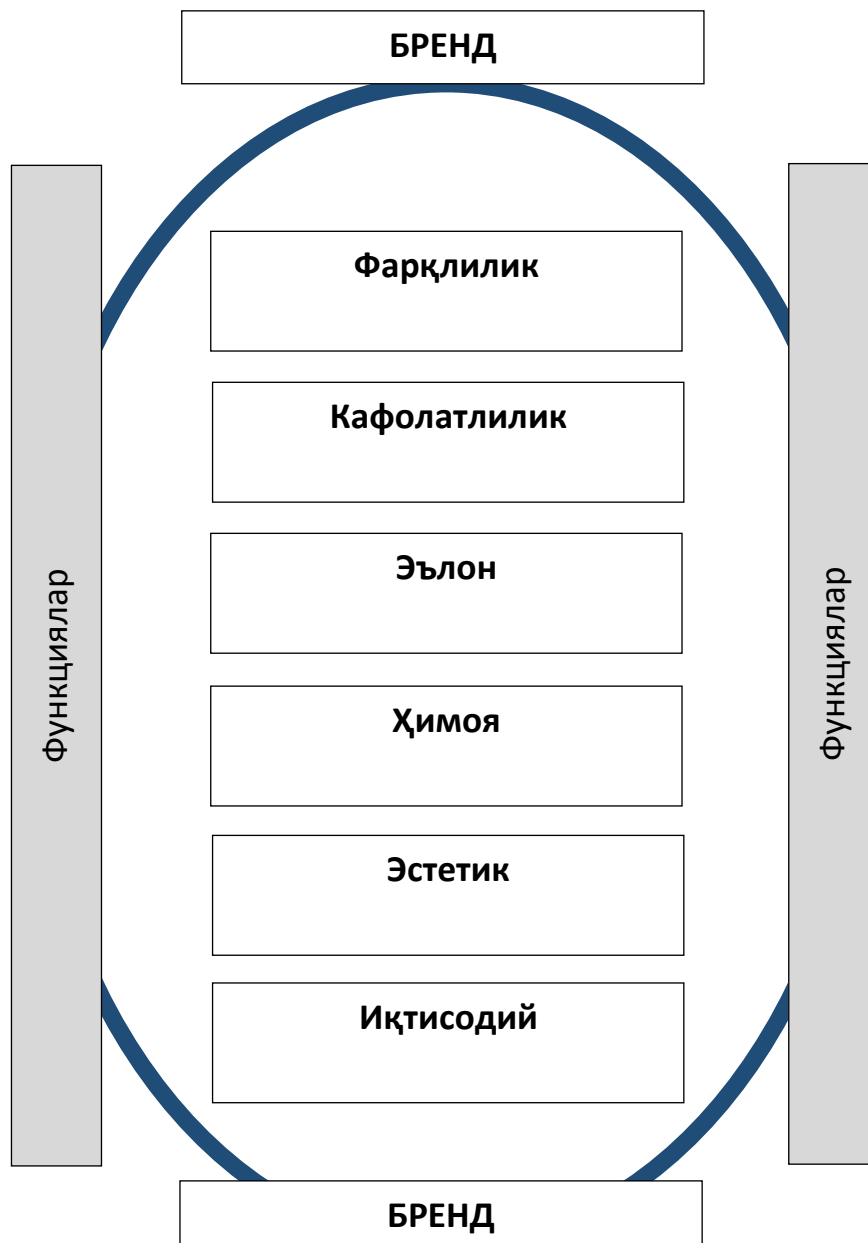 БРЕНД
Функциялар
Фарқлилик
Кафолатлилик
Эълон
Ҳимоя
Эстетик
Иқтисодий
Функциялар
БРЕНД